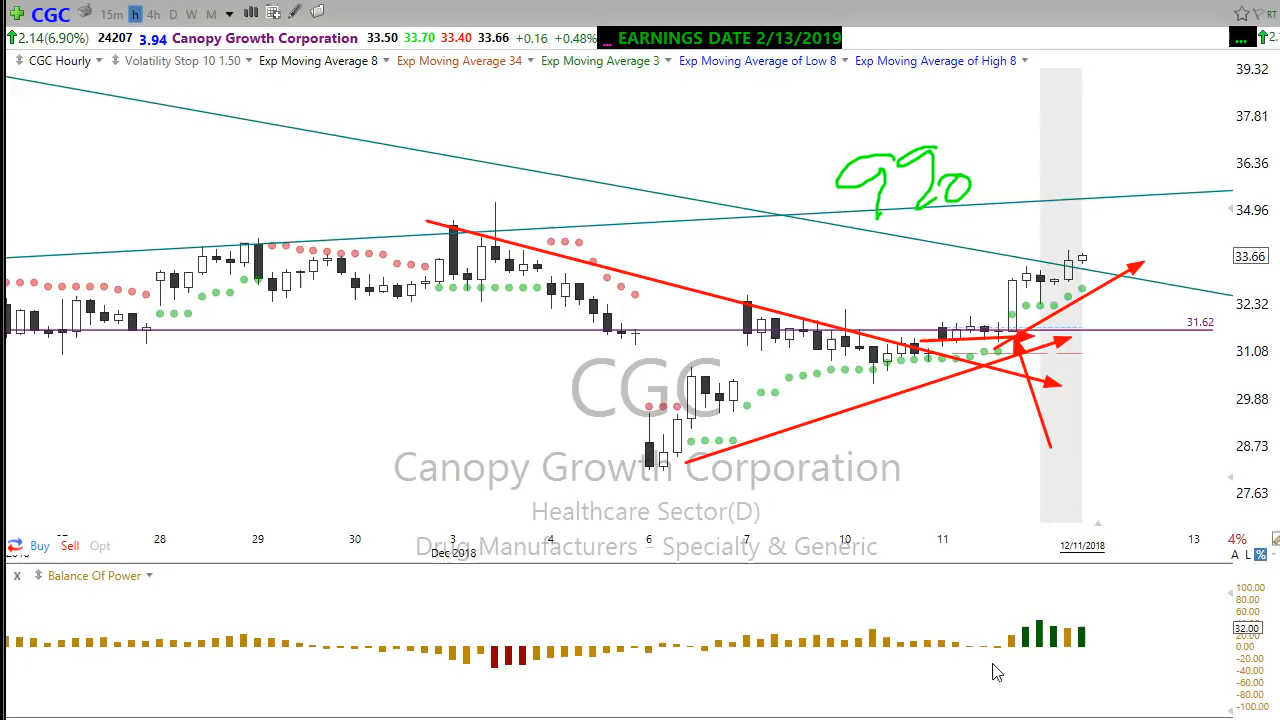 CGC 15m h 4h D W M RT
2.14(6.90%) 24207 3.94 Canopy Growth Corporation 33.50 33.70 33.40 33.66 +0.16 +0.48% ... EARNINGS DATE 2/13/2019 ... 2.
CGC Hourly Volatility Stop 10 1.50 Exp Moving Average 8 Exp Moving Average 34 Exp Moving Average 3 Exp Moving Average of Low 8 Exp Moving Average of High 8
39.32
37.81
9%
36.36
34.96
33.66
32.32
31.62
31.08
CGC
29.88
28.73
Canopy Growth Corporation
27.63
Healthcare Sector(D)
28 29 30 3 4 6 7 10 11 13 4%
Buy Sell Opt Dec 2018 Drug Manufacturers - Specialty & Generic 12/11/2018 A L %
X Balance Of Power
100.00
80.00
60.00
32.00
20.00
0.00
-20.00
-40.00
-60.00
-80.00
-100.00